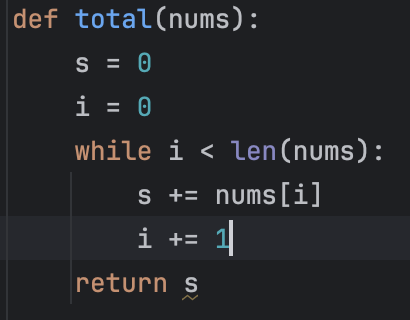 def total(nums):
    s = 0
    i = 0
    while i < len(nums):
        s += nums[i]
        i += 1
    return s